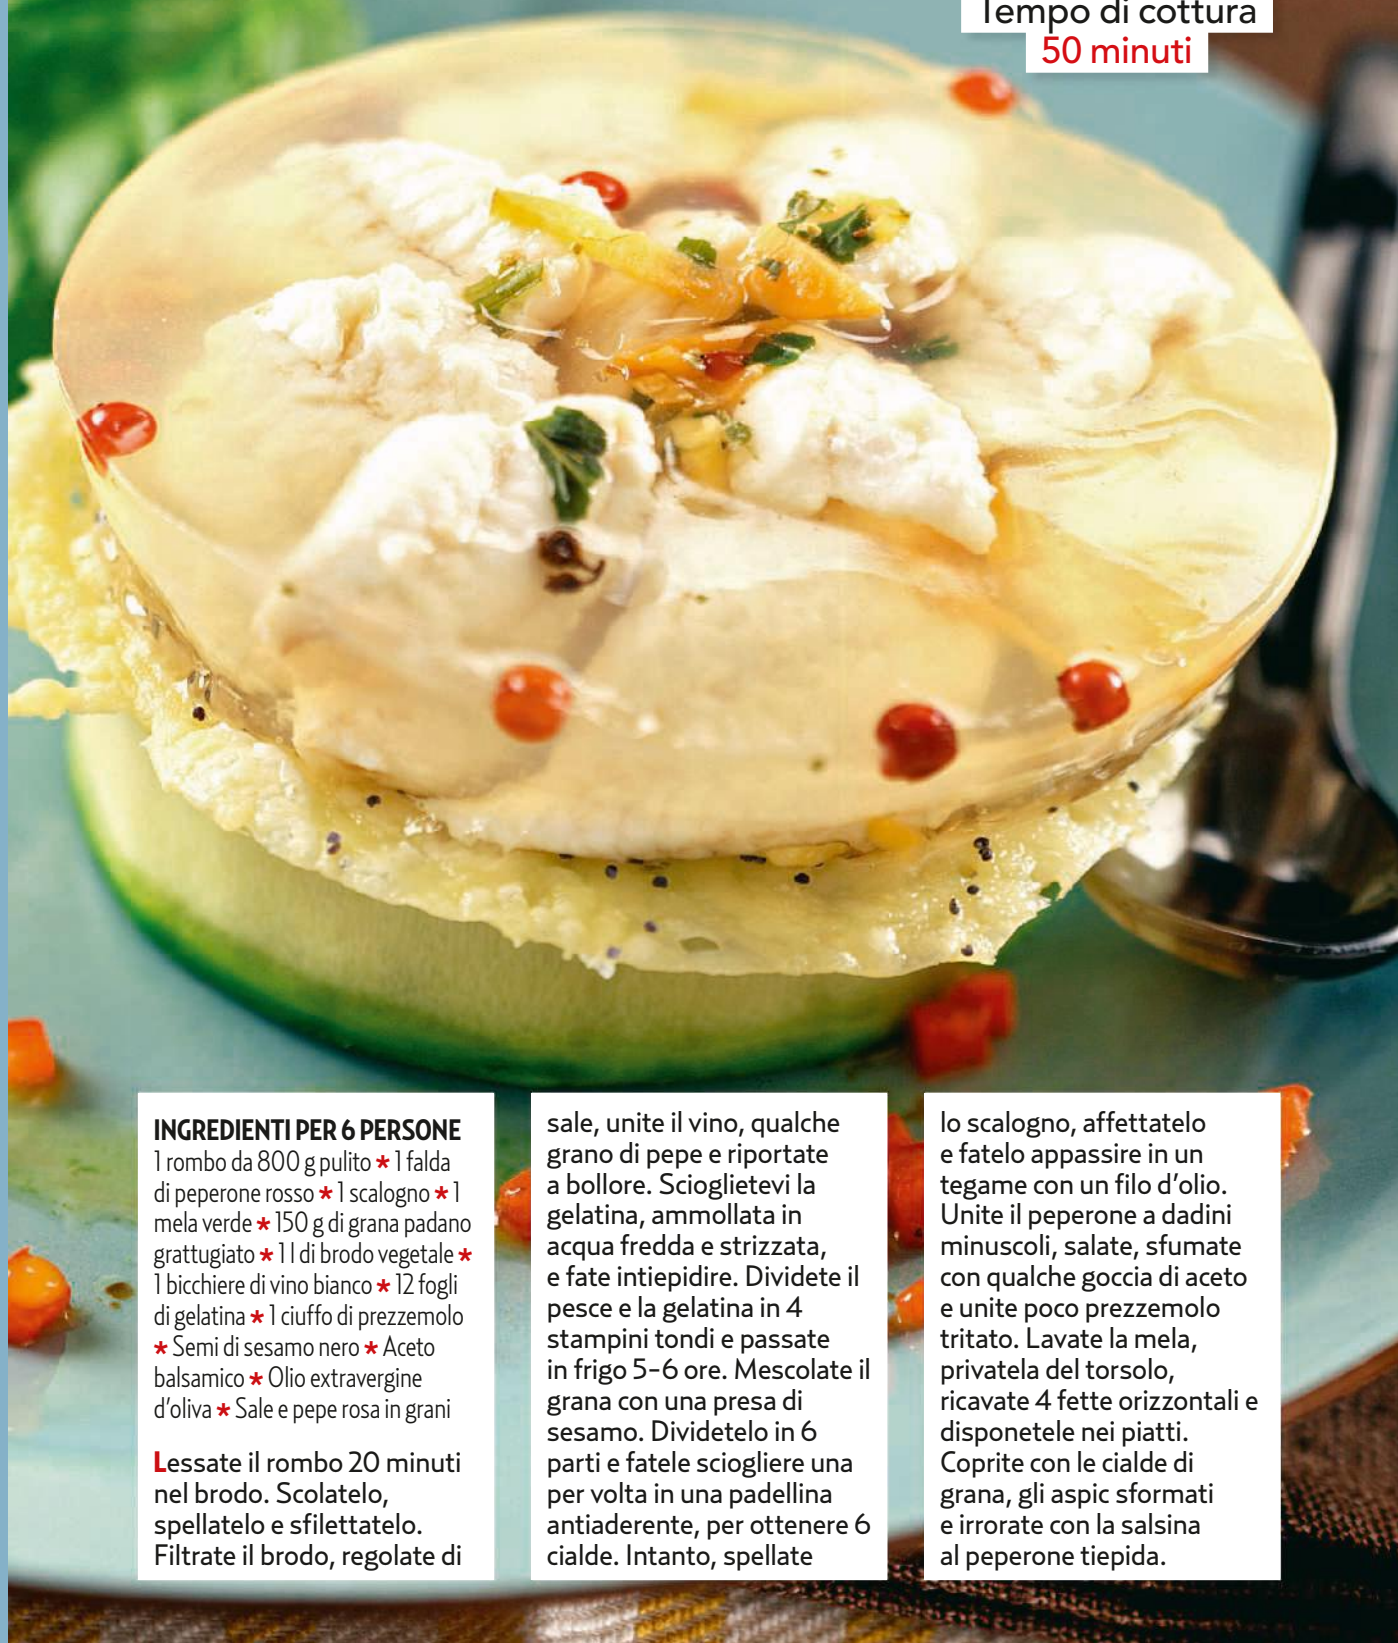 Tempo di cottura
50 minuti
INGREDIENTI PER 6 PERSONE
1 rombo da 800 g pulito * 1 falda
di peperone rosso * 1 scalogno * 1
mela verde * 150 g di grana padano
grattugiato * 1 l di brodo vegetale *
1 bicchiere di vino bianco * 12 fogli
di gelatina * 1 ciuffo di prezzemolo
* Semi di sesamo nero * Aceto
balsamico * Olio extravergine
d'oliva * Sale e pepe rosa in grani
Lessate il rombo 20 minuti
nel brodo. Scolatelo,
spellatelo e sfilettatelo.
Filtrate il brodo, regolate di
sale, unite il vino, qualche
grano di pepe e riportate
a bollore. Scioglietevi la
gelatina, ammollata in
acqua fredda e strizzata,
e fate intiepidire. Dividete il
pesce e la gelatina in 4
stampini tondi e passate
in frigo 5-6 ore. Mescolate il
grana con una presa di
sesamo. Dividetelo in 6
parti e fatele sciogliere una
per volta in una padellina
antiaderente, per ottenere 6
cialde. Intanto, spellate
lo scalogno, affettatelo
e fatelo appassire in un
tegame con un filo d'olio.
Unite il peperone a dadini
minuscoli, salate, sfumate
con qualche goccia di aceto
e unite poco prezzemolo
tritato. Lavate la mela,
privatela del torsolo,
ricavate 4 fette orizzontali e
disponetele nei piatti.
Coprite con le cialde di
grana, gli aspic sformati
e irrorate con la salsina
al peperone tiepida.